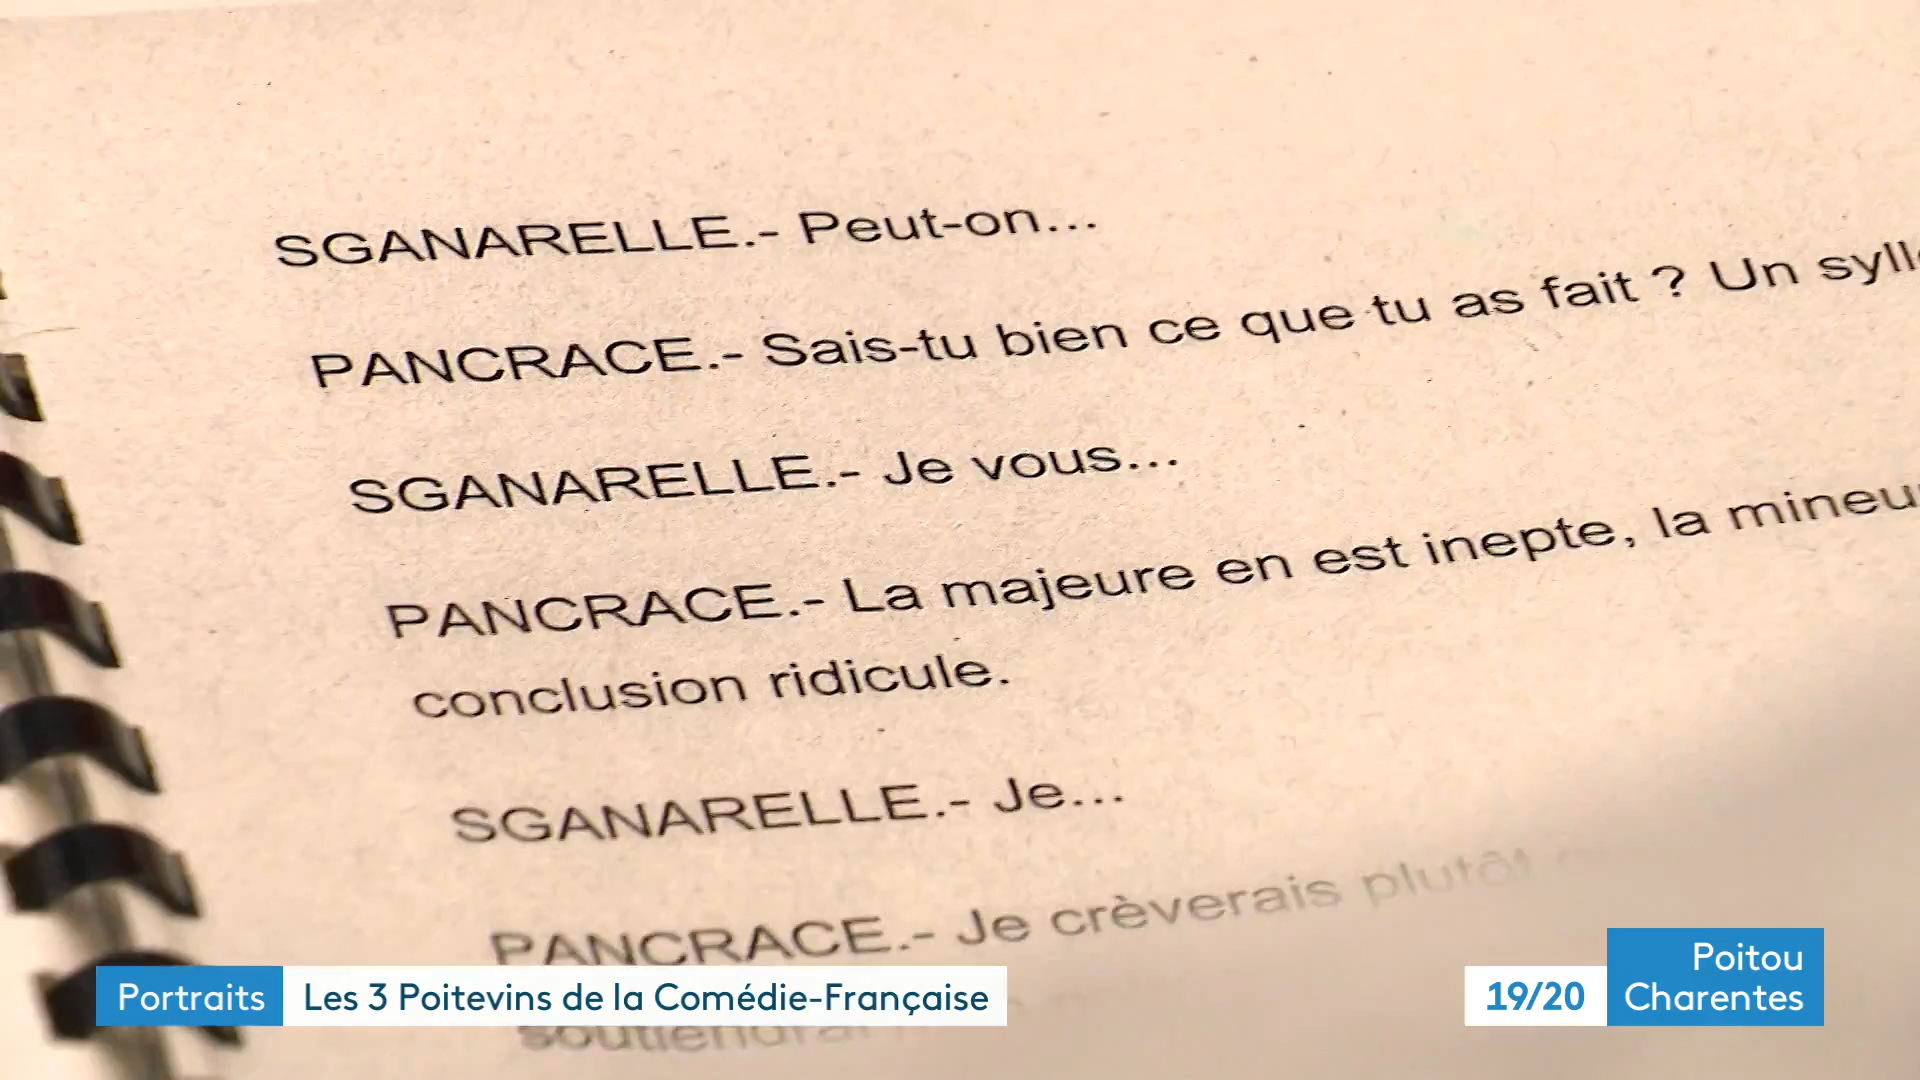 SGANARELLE.- Peut-on...
PANCRACE.- Sais-tu bien ce que tu as fait ? Un
SGANARELLE.- Je vous...
PANCRACE.- La majeure en est inepte, la
conclusion ridicule.
SGANARELLE.- Je...
PANCRACE.- Je crèverais plutôt
Portraits Les 3 Poitevins de la Comédie-Française
19/20 Poitou
Charentes